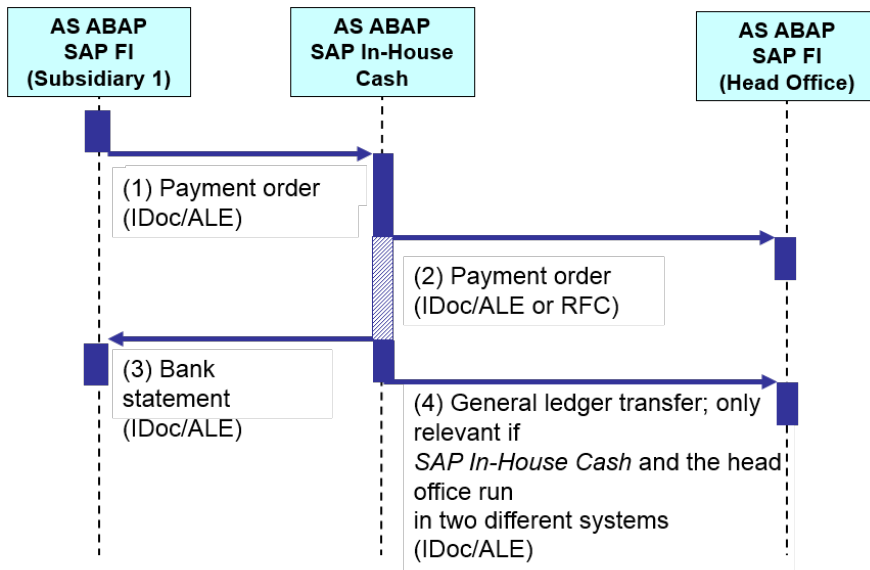 AS ABAP
SAP FI
(Subsidiary 1)
AS ABAP
SAP In-House
Cash
AS ABAP
SAP FI
(Head Office)
(1) Payment order
(IDoc/ALE)
(2) Payment order
(IDoc/ALE or RFC)
(3) Bank
statement
(IDoc/ALE)
(4) General ledger transfer; only
relevant if
SAP In-House Cash and the head
office run
in two different systems
(IDoc/ALE)